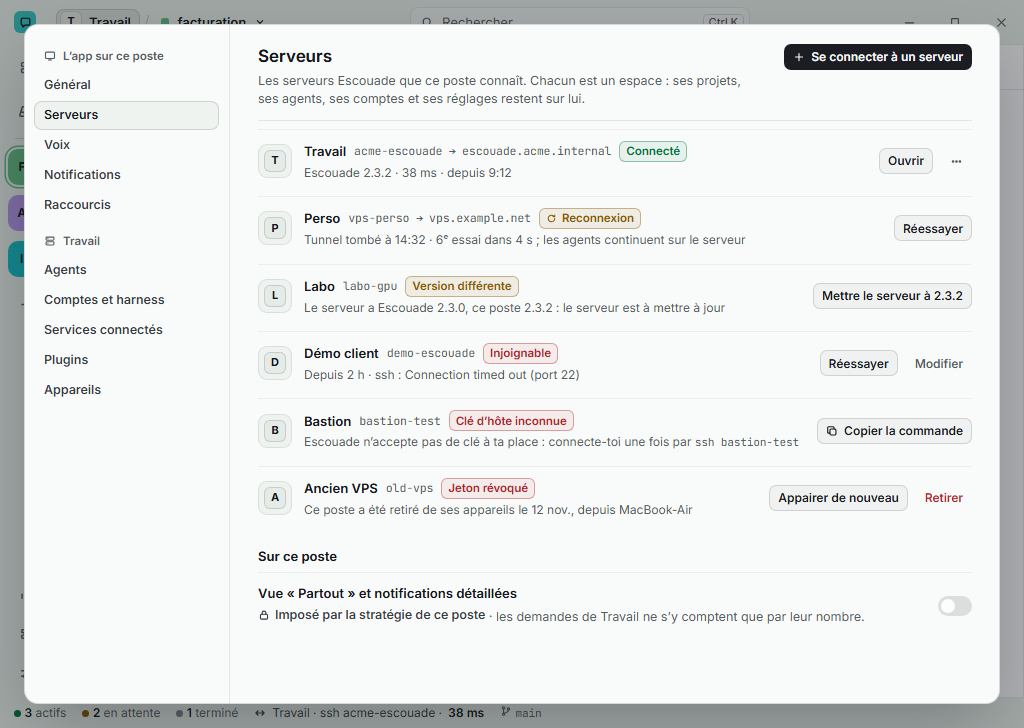 T Travail / facturation
Rechercher
Ctrl K
L'app sur ce poste
Général
Serveurs
Voix
Notifications
Raccourcis
Travail
Agents
Comptes et harness
Services connectés
Plugins
Appareils
Serveurs
+ Se connecter à un serveur
Les serveurs Escouade que ce poste connaît. Chacun est un espace : ses projets,
ses agents, ses comptes et ses réglages restent sur lui.
T
Travail acme-escouade → escouade.acme.internal Connecté
Escouade 2.3.2 · 38 ms · depuis 9:12
Ouvrir ···
P
Perso vps-perso → vps.example.net Reconnexion
Tunnel tombé à 14:32 · 6ᵉ essai dans 4 s ; les agents continuent sur le serveur
Réessayer
L
Labo labo-gpu Version différente
Le serveur a Escouade 2.3.0, ce poste 2.3.2 : le serveur est à mettre à jour
Mettre le serveur à 2.3.2
D
Démo client demo-escouade Injoignable
Depuis 2 h · ssh : Connection timed out (port 22)
Réessayer Modifier
B
Bastion bastion-test Clé d'hôte inconnue
Escouade n'accepte pas de clé à ta place : connecte-toi une fois par ssh bastion-test
Copier la commande
A
Ancien VPS old-vps Jeton révoqué
Ce poste a été retiré de ses appareils le 12 nov., depuis MacBook-Air
Appairer de nouveau Retirer
Sur ce poste
Vue « Partout » et notifications détaillées
Imposé par la stratégie de ce poste · les demandes de Travail ne s'y comptent que par leur nombre.
3 actifs 2 en attente 1 terminé ↔ Travail · ssh acme-escouade · 38 ms main